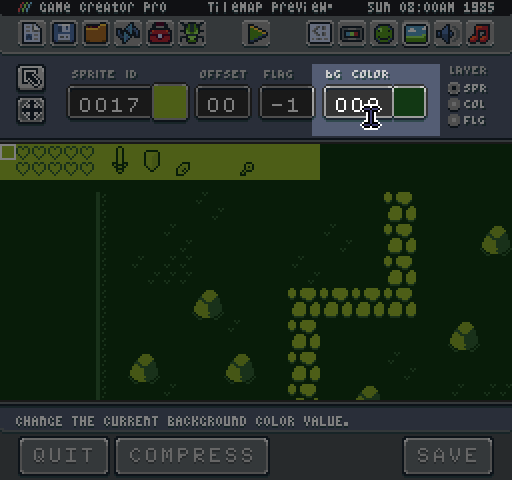 GAME CREATOR PRO TILEMAP PREVIEW* SUN 08:00AM 1985
SPRITE ID OFFSET FLAG BG COLOR LAYER
0017 00 -1 SPR
COL
FLG
CHANGE THE CURRENT BACKGROUND COLOR VALUE.
QUIT COMPRESS SAVE